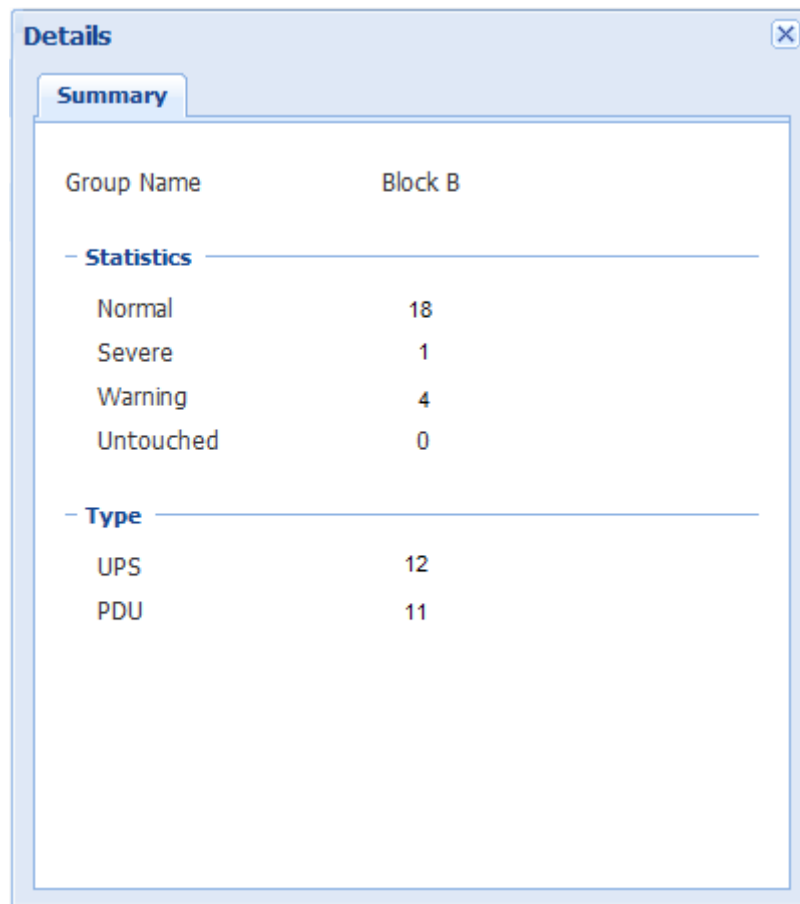 Details
Summary
Group Name Block B
Statistics
Normal 18
Severe 1
Warning 4
Untouched 0
Type
UPS 12
PDU 11